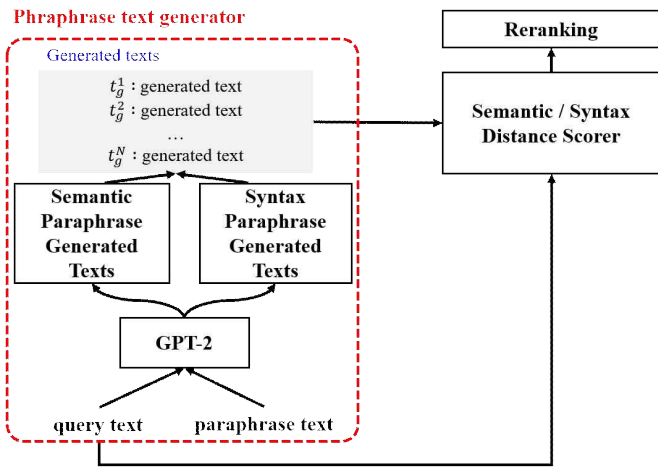 Phraphrase text generator
Generated texts
t_g^1 : generated text
t_g^2 : generated text
...
t_g^N : generated text
Semantic
Paraphrase
Generated
Texts
Syntax
Paraphrase
Generated
Texts
GPT-2
query text
paraphrase text
Reranking
Semantic / Syntax
Distance Scorer